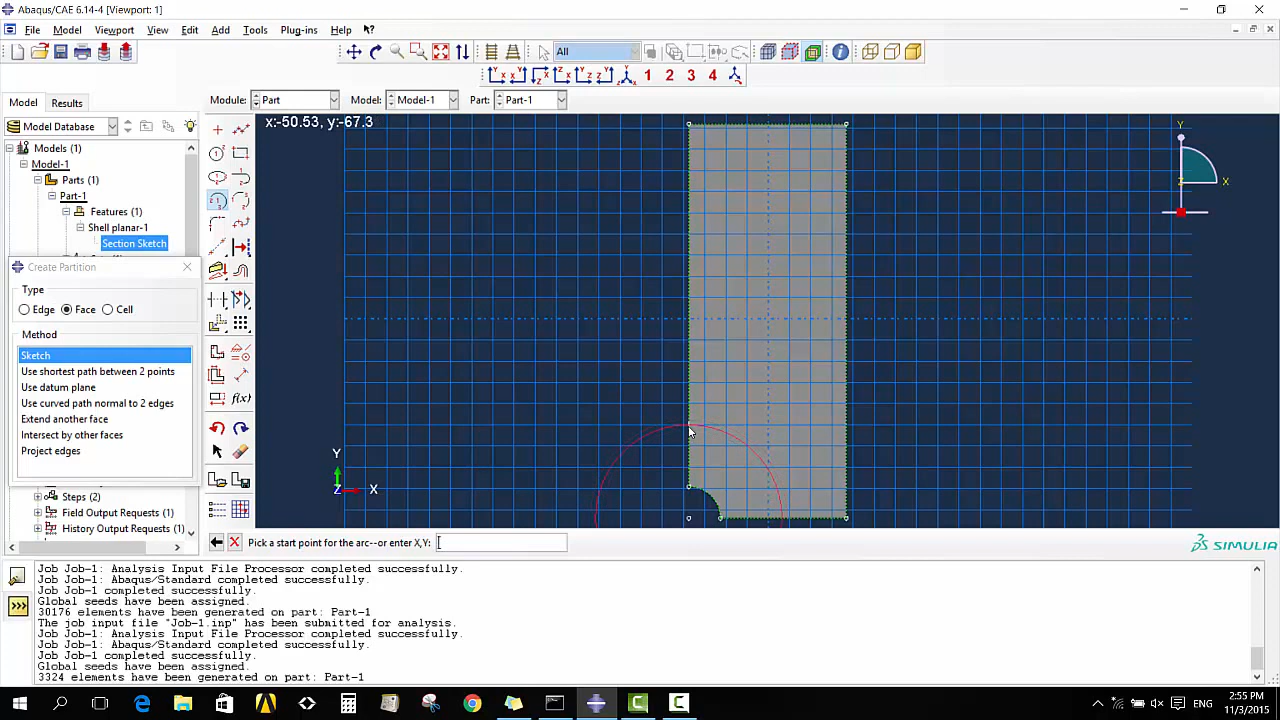 Abaqus/CAE 6.14-4 [Viewport: 1]
File Model Viewport View Edit Add Tools Plug-ins Help
All
1 2 3 4
Model Results
Module: Part Model: Model-1 Part: Part-1
Model Database
x:-50.53, y:-67.3
Models (1)
Model-1
Parts (1)
Part-1
Features (1)
Shell planar-1
Section Sketch
Create Partition
Type
Edge Face Cell
Method
Sketch
Use shortest path between 2 points
Use datum plane
Use curved path normal to 2 edges
Extend another face
Intersect by other faces
Project edges
Steps (2)
Field Output Requests (1)
History Output Requests (1)
f(x)
Y
Z X
Y
Z X
Pick a start point for the arc--or enter X,Y:
SIMULIA
Job Job-1: Analysis Input File Processor completed successfully.
Job Job-1: Abaqus/Standard completed successfully.
Job Job-1 completed successfully.
Global seeds have been assigned.
30176 elements have been generated on part: Part-1
The job input file "Job-1.inp" has been submitted for analysis.
Job Job-1: Analysis Input File Processor completed successfully.
Job Job-1: Abaqus/Standard completed successfully.
Job Job-1 completed successfully.
Global seeds have been assigned.
3324 elements have been generated on part: Part-1
>>>
ENG
2:55 PM
11/3/2015